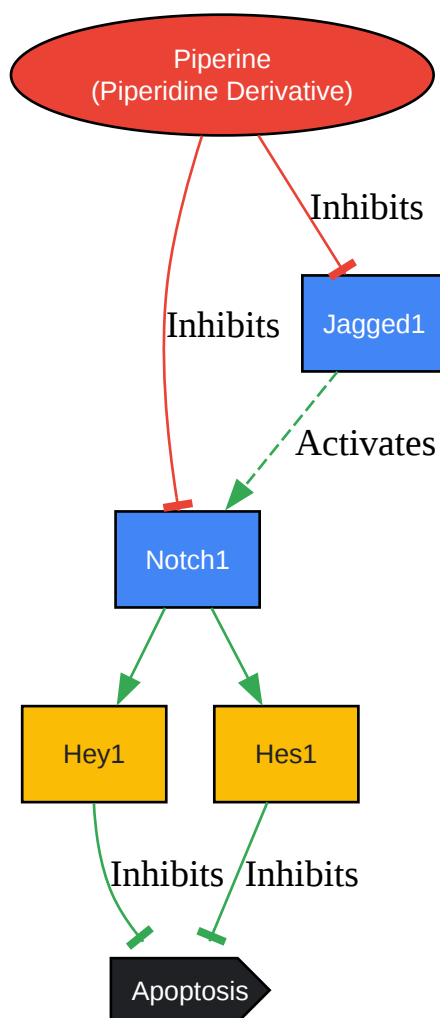 Piperine
(Piperidine Derivative)
Inhibits
Inhibits
Jagged1
Activates
Notch1
Hey1
Hes1
Inhibits
Inhibits
Apoptosis